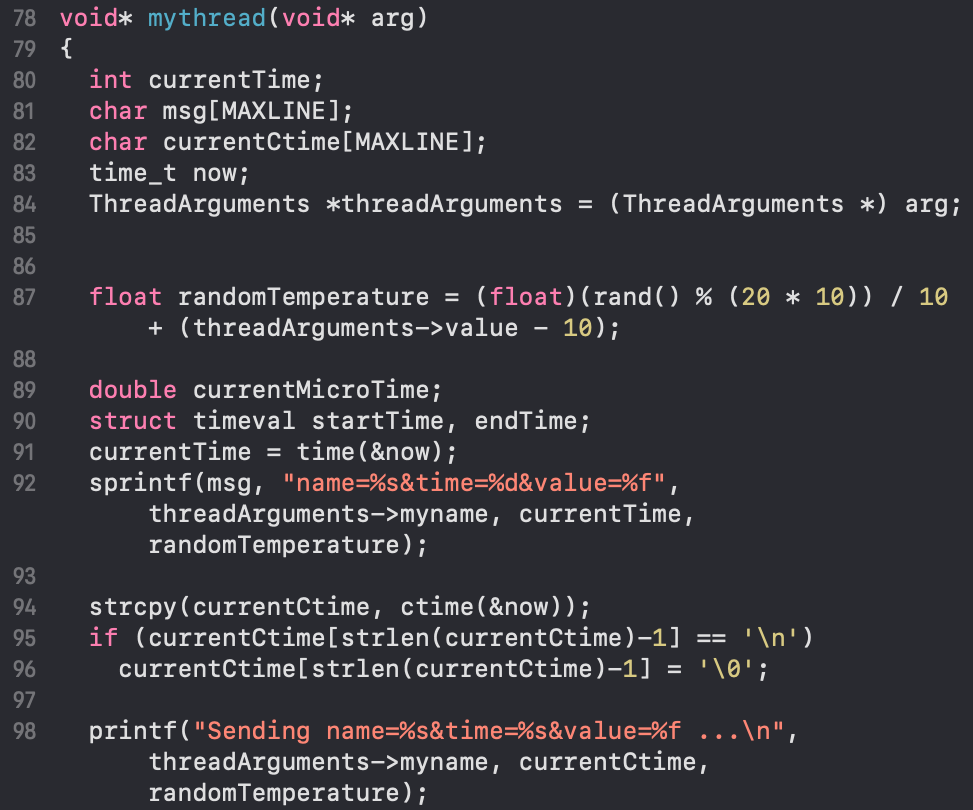 78 void* mythread(void* arg)
79 {
80   int currentTime;
81   char msg[MAXLINE];
82   char currentCtime[MAXLINE];
83   time_t now;
84   ThreadArguments *threadArguments = (ThreadArguments *) arg;
85
86
87   float randomTemperature = (float)(rand() % (20 * 10)) / 10
       + (threadArguments->value - 10);
88
89   double currentMicroTime;
90   struct timeval startTime, endTime;
91   currentTime = time(&now);
92   sprintf(msg, "name=%s&time=%d&value=%f",
       threadArguments->myname, currentTime,
       randomTemperature);
93
94   strcpy(currentCtime, ctime(&now));
95   if (currentCtime[strlen(currentCtime)-1] == '\n')
96     currentCtime[strlen(currentCtime)-1] = '\0';
97
98   printf("Sending name=%s&time=%s&value=%f ...\n",
       threadArguments->myname, currentCtime,
       randomTemperature);